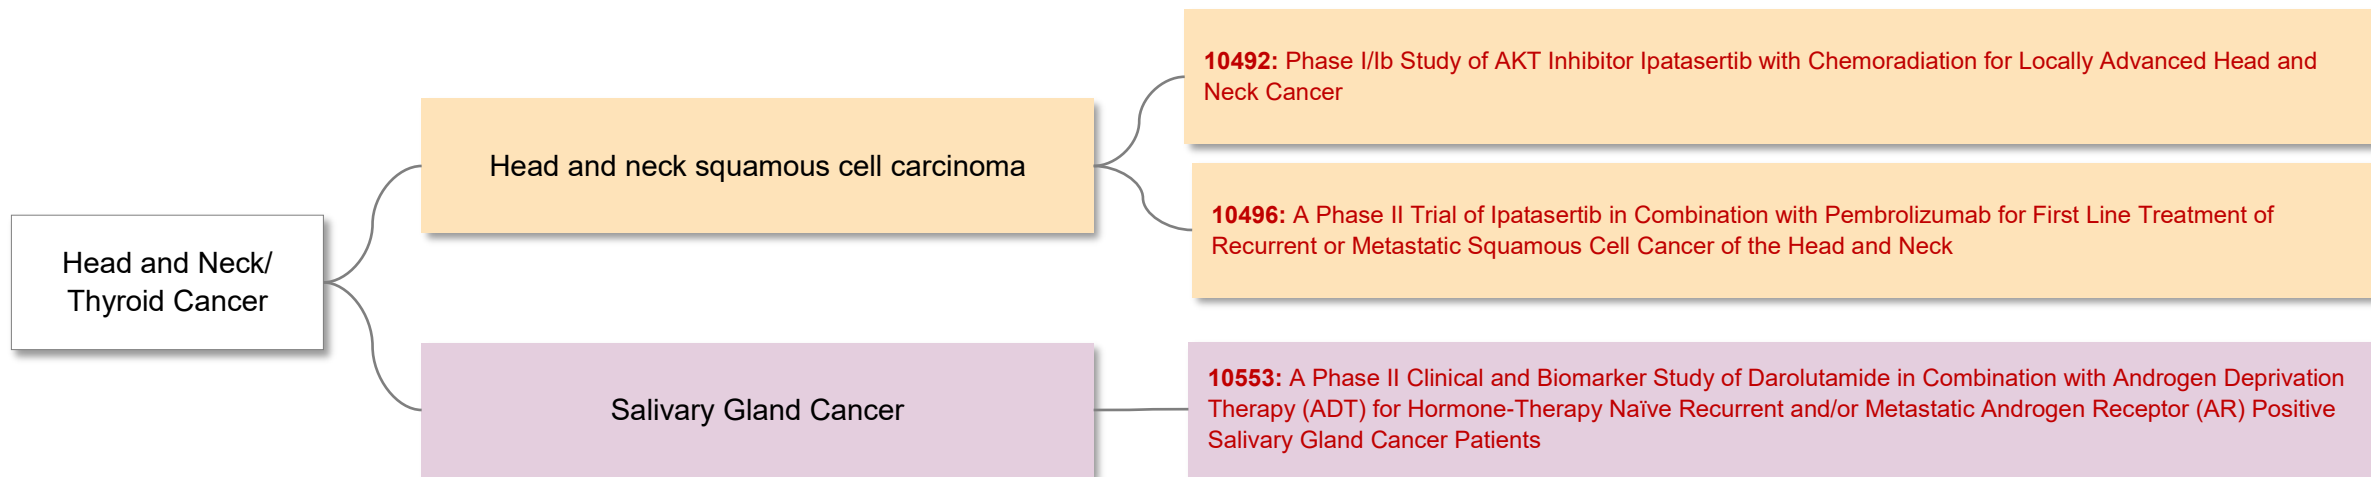 Head and Neck/
Thyroid Cancer
Head and neck squamous cell carcinoma
10492: Phase I/Ib Study of AKT Inhibitor Ipatasertib with Chemoradiation for Locally Advanced Head and
Neck Cancer
10496: A Phase II Trial of Ipatasertib in Combination with Pembrolizumab for First Line Treatment of
Recurrent or Metastatic Squamous Cell Cancer of the Head and Neck
Salivary Gland Cancer
10553: A Phase II Clinical and Biomarker Study of Darolutamide in Combination with Androgen Deprivation
Therapy (ADT) for Hormone-Therapy Naïve Recurrent and/or Metastatic Androgen Receptor (AR) Positive
Salivary Gland Cancer Patients